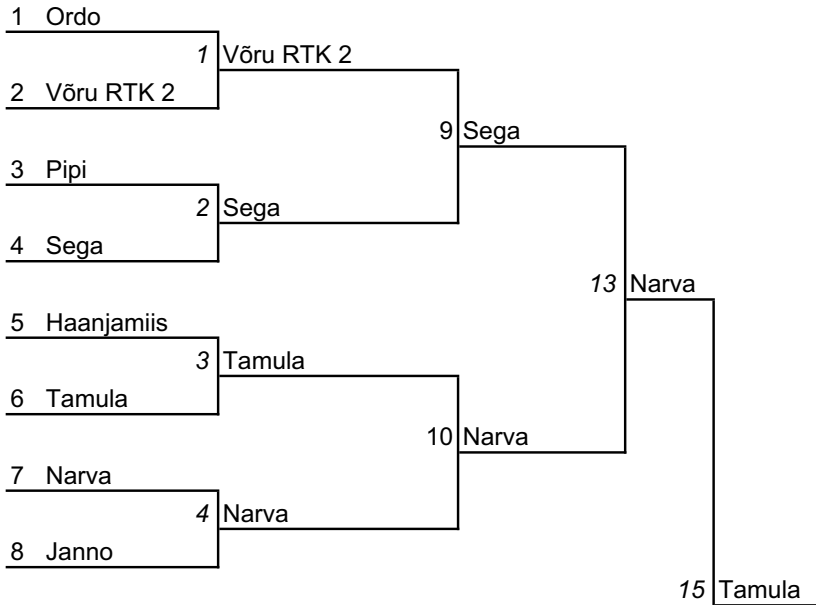 1 Ordo
1 Võru RTK 2
2 Võru RTK 2
9 Sega
3 Pipi
2 Sega
4 Sega
13 Narva
5 Haanjamiis
3 Tamula
6 Tamula
10 Narva
7 Narva
4 Narva
8 Janno
15 Tamula